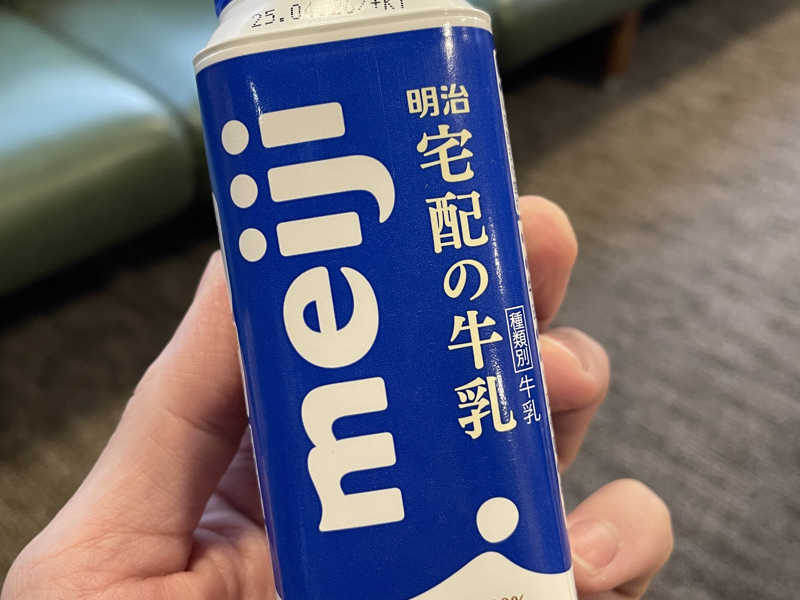 meiji
明治
宅配の牛乳
種類別
牛乳